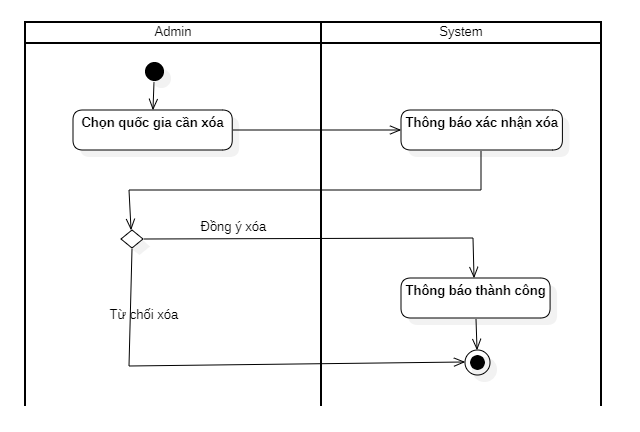 Admin
System
Chọn quốc gia cần xóa
Thông báo xác nhận xóa
Đồng ý xóa
Thông báo thành công
Từ chối xóa